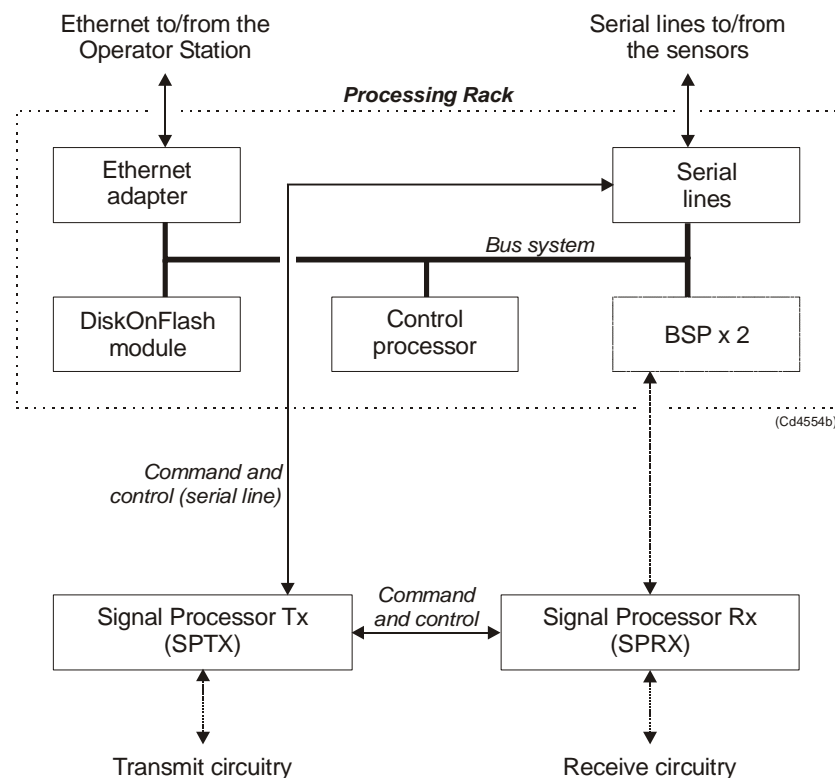 Ethernet to/from the
Operator Station
Serial lines to/from
the sensors
Processing Rack
Ethernet
adapter
Serial
lines
Bus system
DiskOnFlash
module
Control
processor
BSP x 2
(Cd4554b)
Command and
control (serial line)
Signal Processor Tx
(SPTX)
Command
and control
Signal Processor Rx
(SPRX)
Transmit circuitry
Receive circuitry